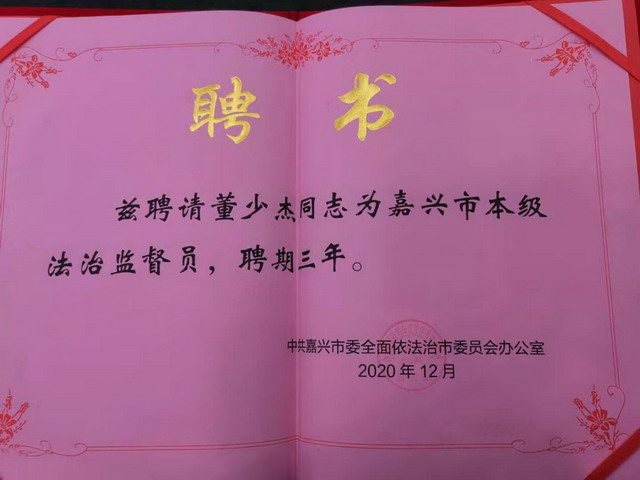 聘书
兹聘请董少杰同志为嘉兴市本级
法治监督员，聘期三年。
中共嘉兴市委全面依法治市委员会办公室
2020年12月